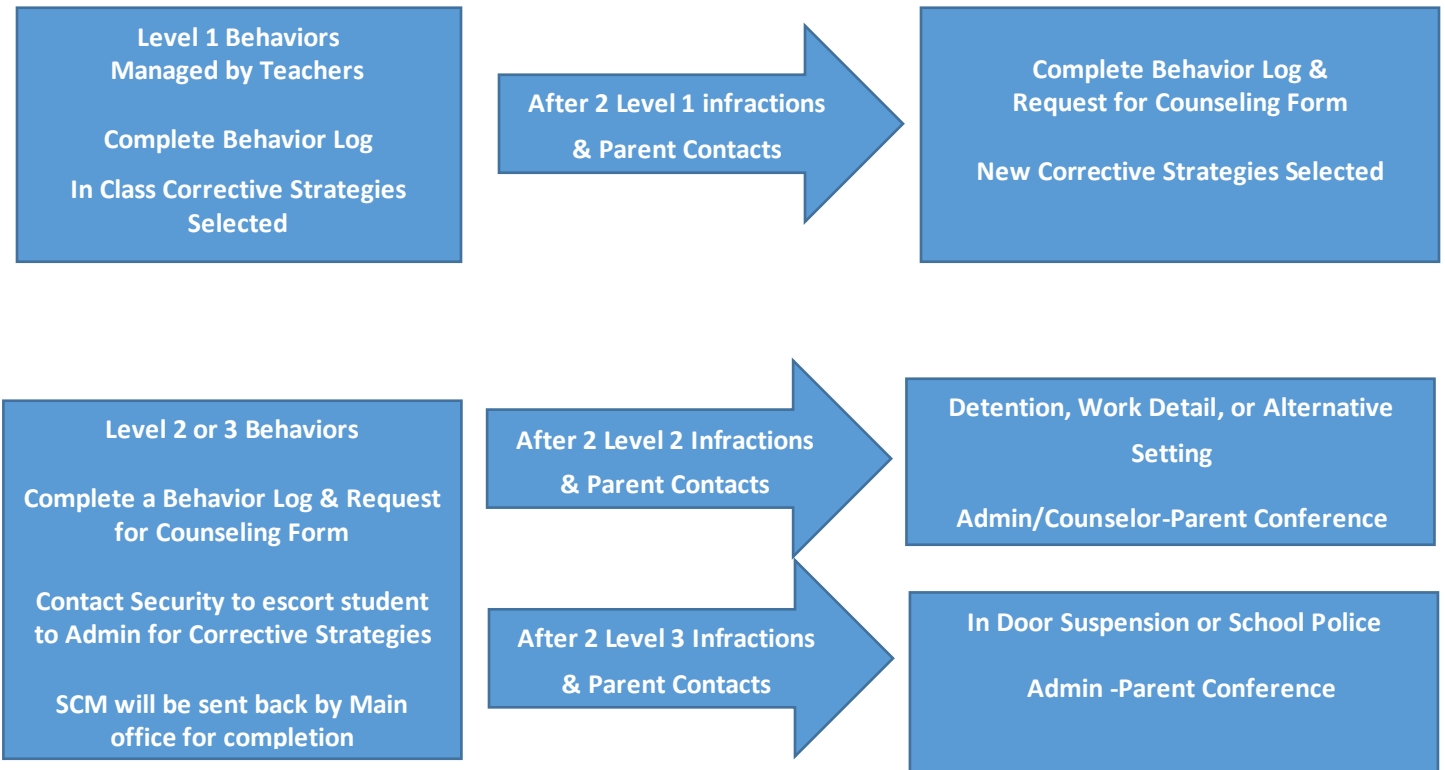 Level 1 Behaviors
Managed by Teachers
Complete Behavior Log
In Class Corrective Strategies
Selected
After 2 Level 1 infractions
& Parent Contacts
Complete Behavior Log &
Request for Counseling Form
New Corrective Strategies Selected
Level 2 or 3 Behaviors
Complete a Behavior Log & Request
for Counseling Form
Contact Security to escort student
to Admin for Corrective Strategies
SCM will be sent back by Main
office for completion
After 2 Level 2 Infractions
& Parent Contacts
Detention, Work Detail, or Alternative
Setting
Admin/Counselor-Parent Conference
After 2 Level 3 Infractions
& Parent Contacts
In Door Suspension or School Police
Admin -Parent Conference